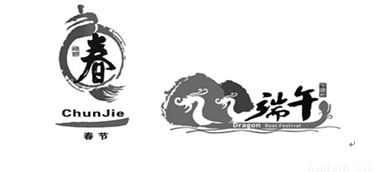 春
ChunJie
春节
端午
Dragon Boat Festival